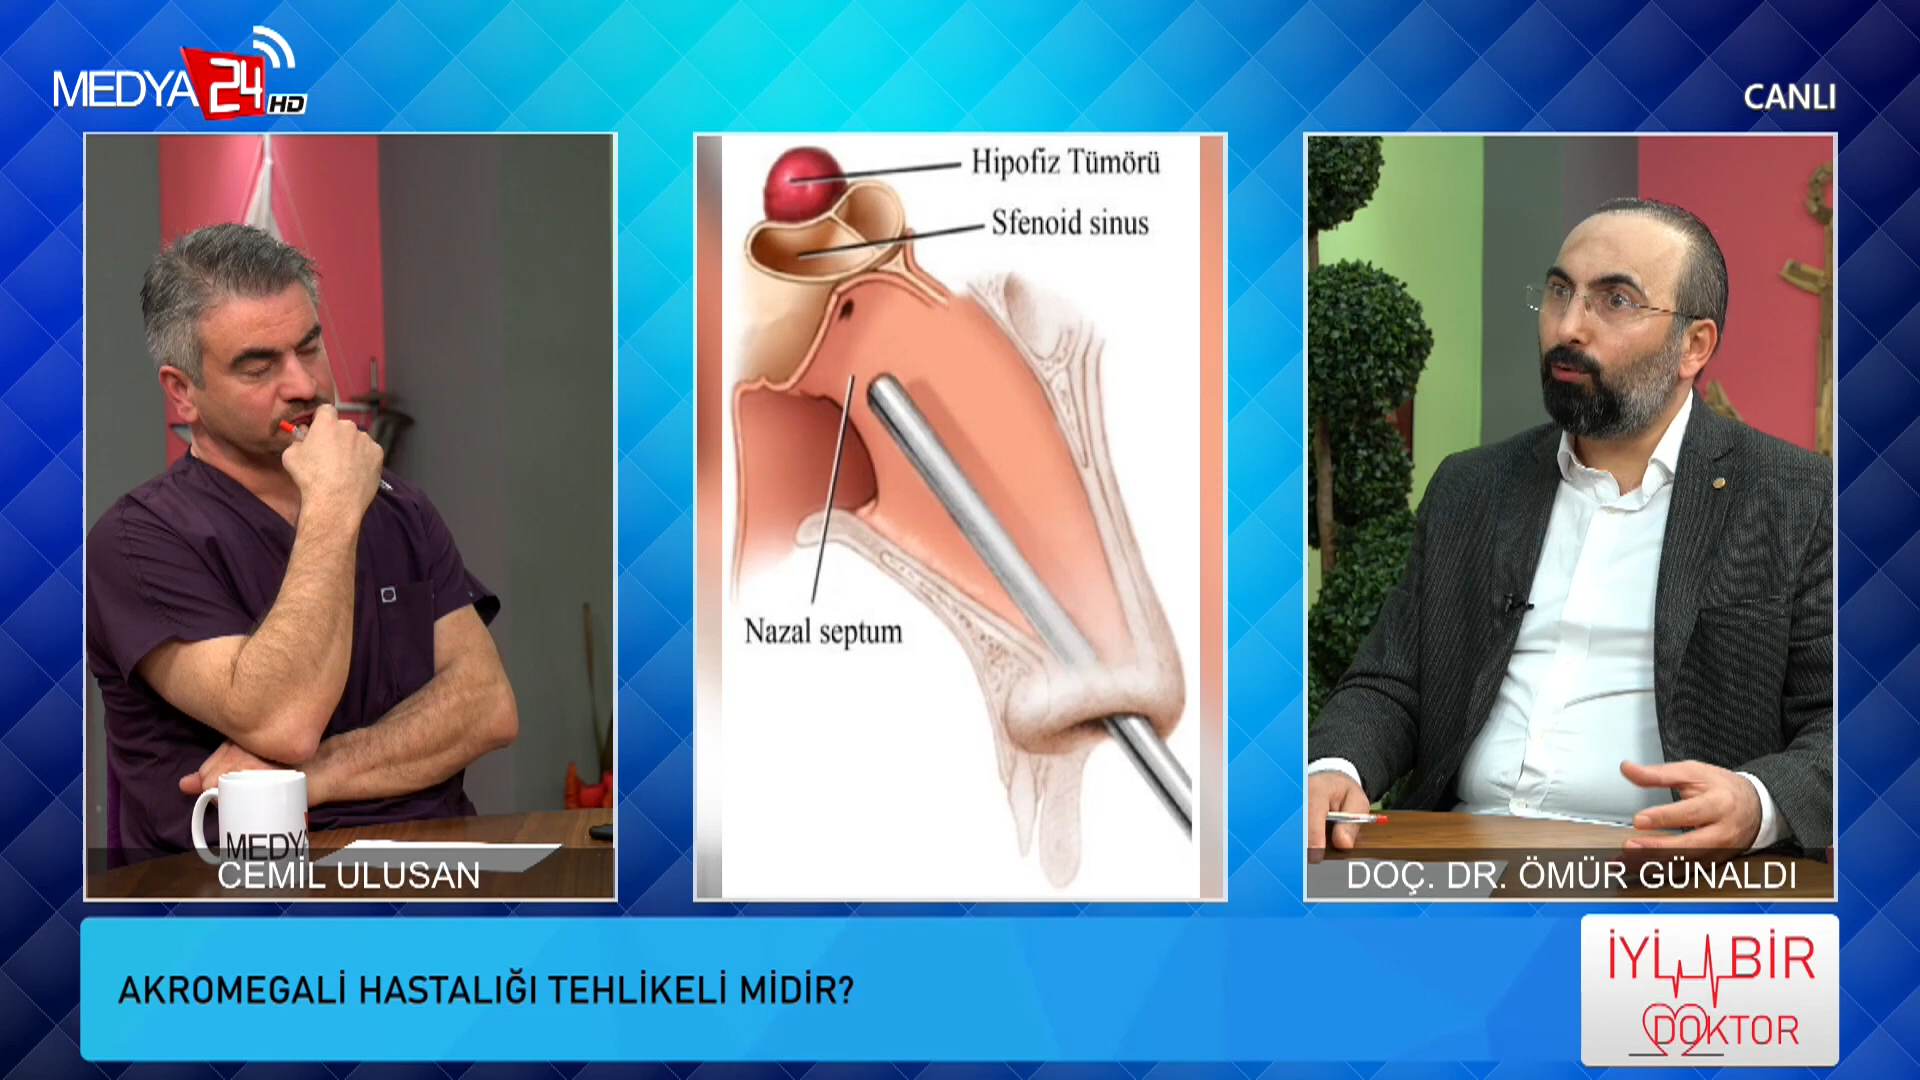 MEDYA 24 HD
CANLI
Hipofiz Tümörü
Sfenoid sinus
Nazal septum
MEDYA
CEMİL ULUSAN
DOÇ. DR. ÖMÜR GÜNALDI
AKROMEGALİ HASTALIĞI TEHLİKELİ MİDİR?
İYİ BİR
DOKTOR